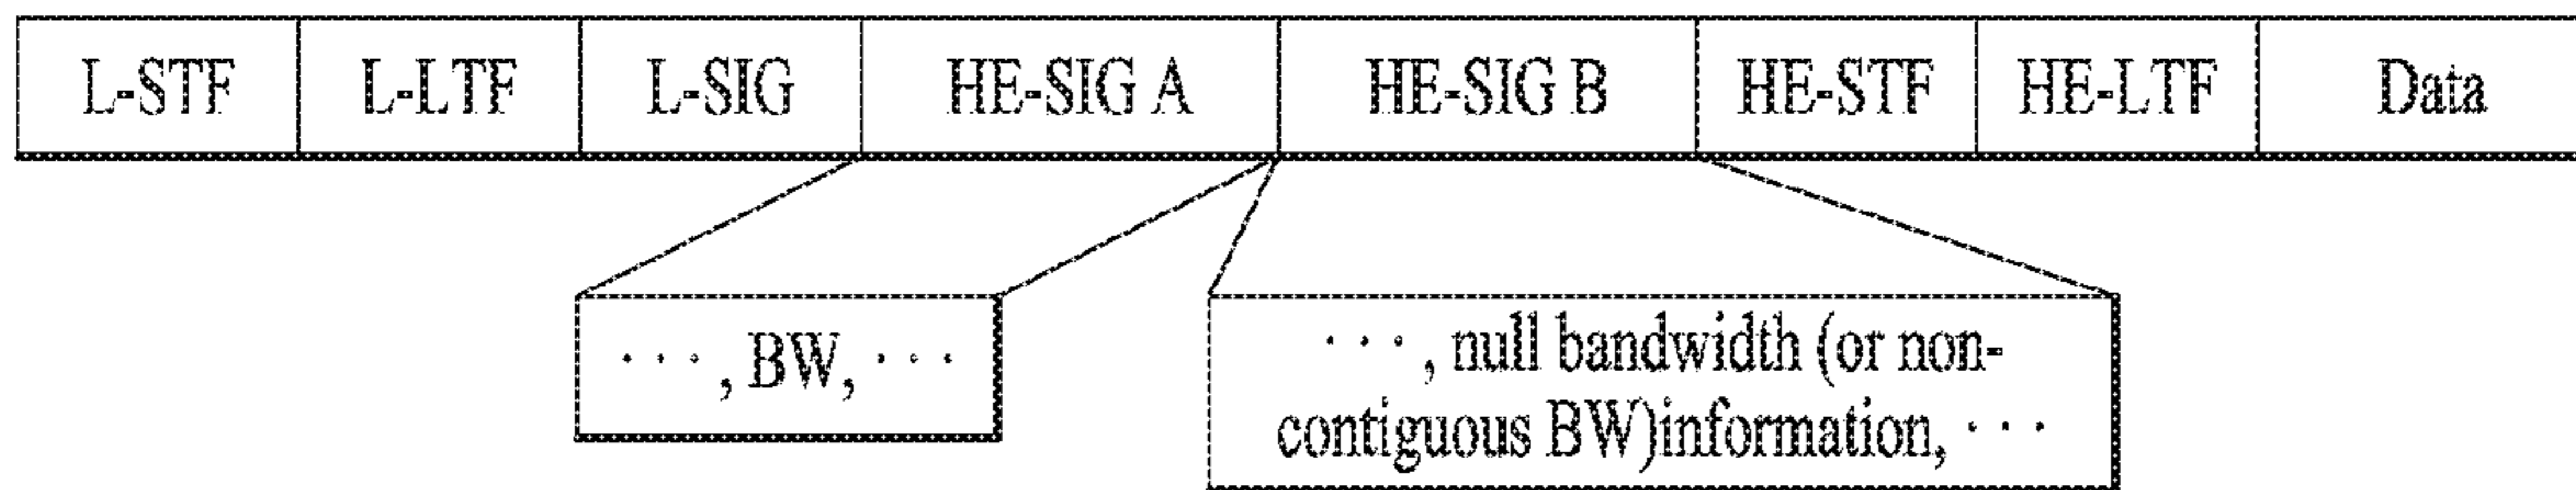 L-STF L-LTF L-SIG HE-SIG A HE-SIG B HE-STF HE-LTF Data
· · · , BW, · · ·
· · · , null bandwidth (or non-
contiguous BW)information, · · ·